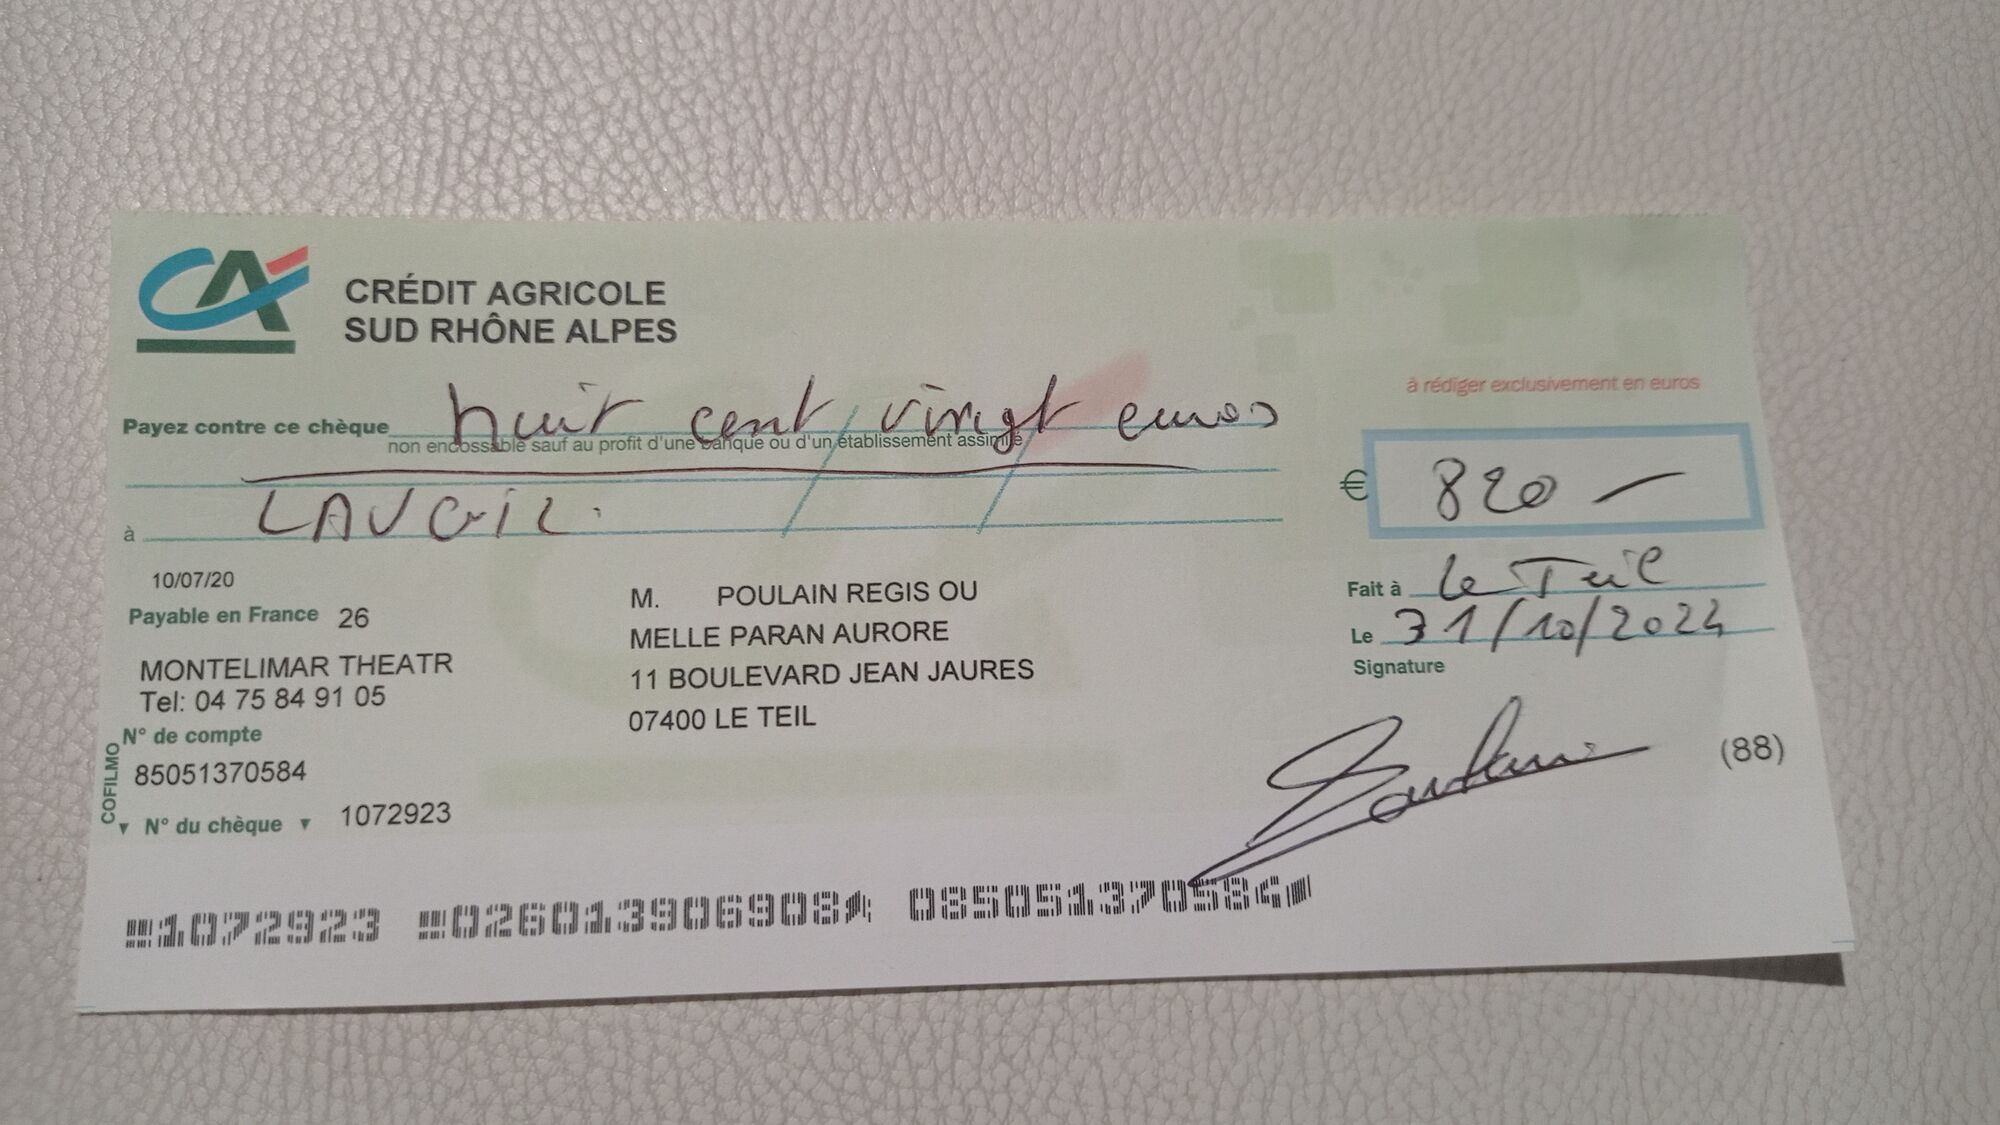 CRÉDIT AGRICOLE
SUD RHÔNE ALPES
à rédiger exclusivement en euros
Payez contre ce chèque huit cent vingt euros
non endossable sauf au profit d'une banque ou d'un établissement assimilé
€ 820 —
à LAVOIL.
Fait à Le Teil
Le 31/10/2024
Signature
10/07/20
Payable en France 26
MONTELIMAR THEATR
Tel: 04 75 84 91 05
N° de compte
85051370584
COFILMO
N° du chèque 1072923
M. POULAIN REGIS OU
MELLE PARAN AURORE
11 BOULEVARD JEAN JAURES
07400 LE TEIL
(88)
1072923 026013906908 085051370584